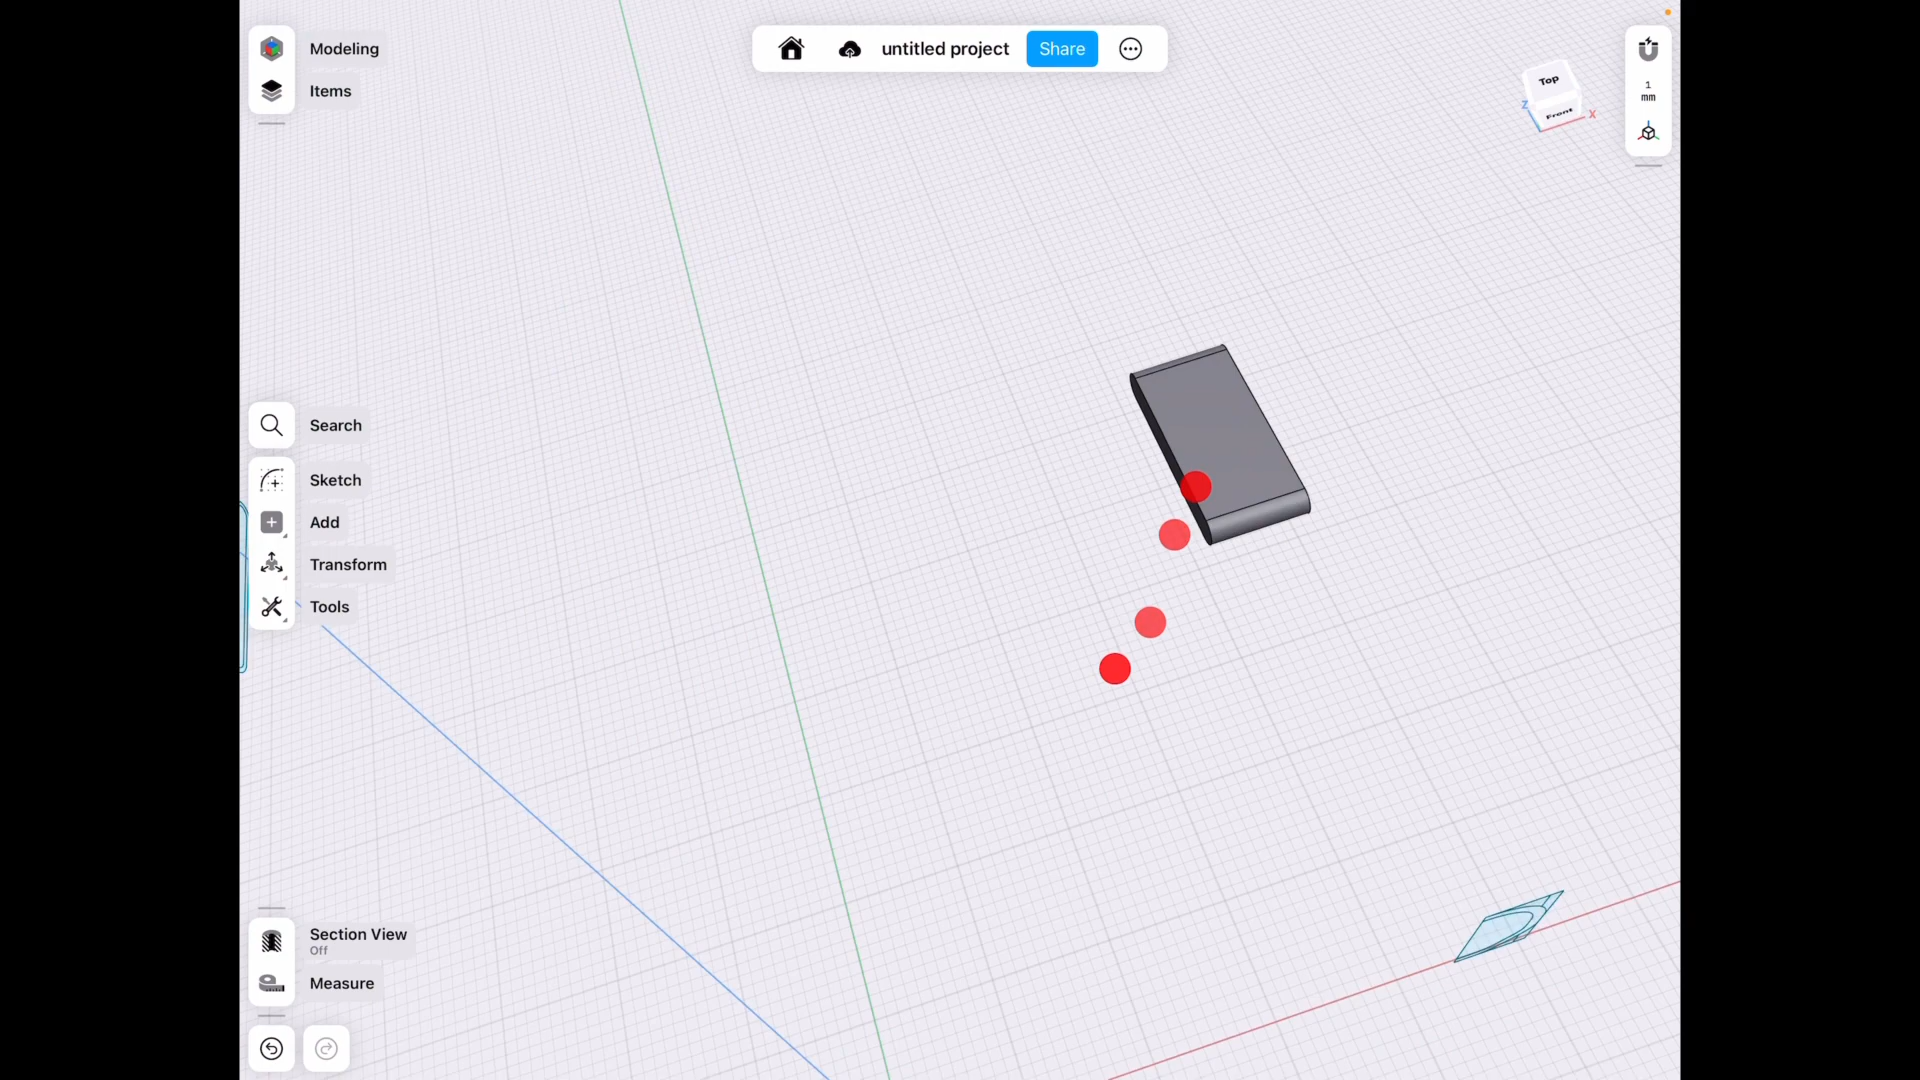 Modeling
Items
untitled project
Share
Top
Front
Z
X
1
mm
Search
Sketch
Add
Transform
Tools
Section View
Off
Measure